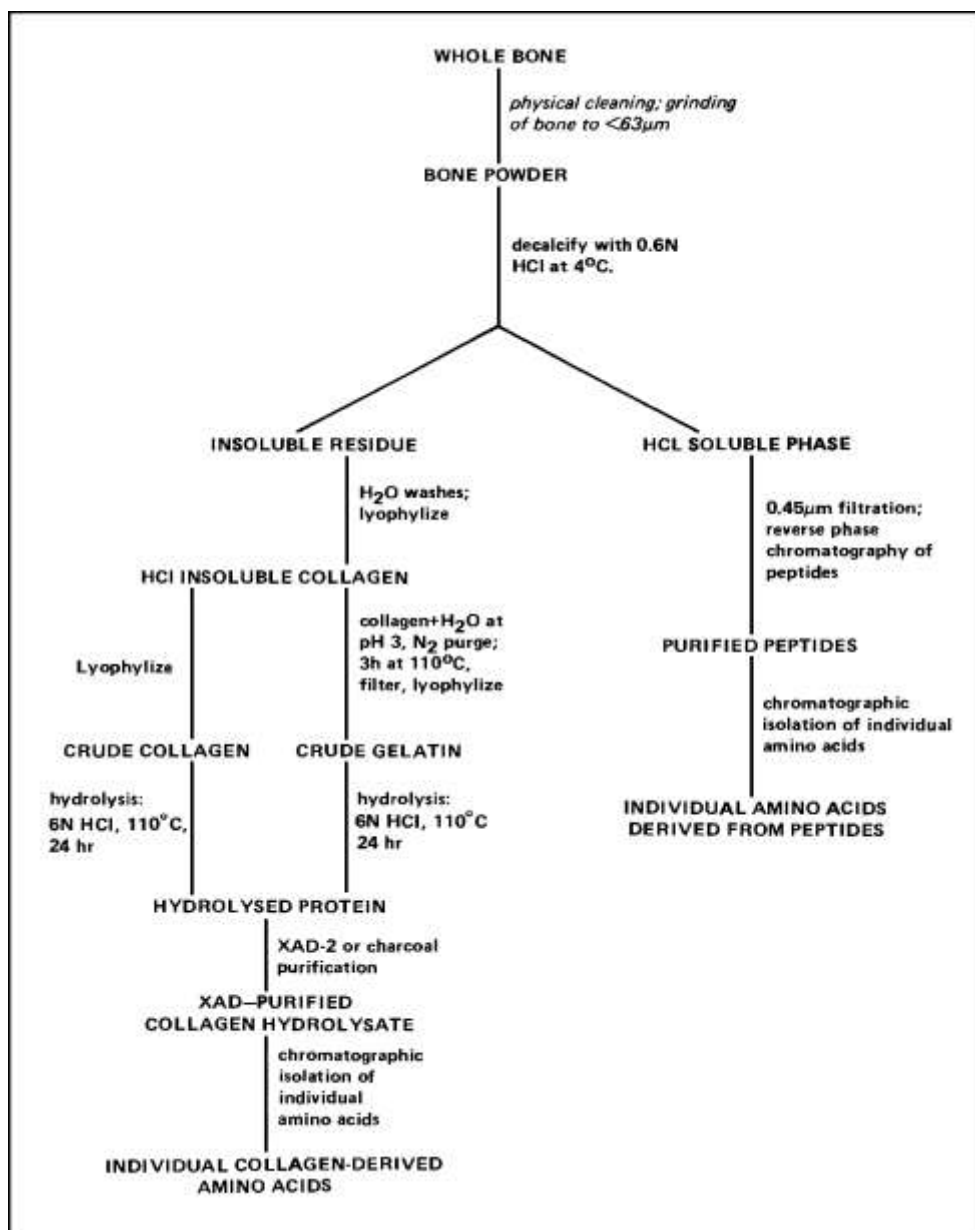 WHOLE BONE
physical cleaning; grinding
of bone to <63μm
BONE POWDER
decalcify with 0.6N
HCl at 4°C.
INSOLUBLE RESIDUE
H₂O washes;
lyophylize
HCl INSOLUBLE COLLAGEN
Lyophylize
CRUDE COLLAGEN
hydrolysis:
6N HCl, 110°C,
24 hr
collagen+H₂O at
pH 3, N₂ purge;
3h at 110°C,
filter, lyophylize
CRUDE GELATIN
hydrolysis:
6N HCl, 110°C
24 hr
HYDROLYSED PROTEIN
XAD-2 or charcoal
purification
XAD—PURIFIED
COLLAGEN HYDROLYSATE
chromatographic
isolation of
individual
amino acids
INDIVIDUAL COLLAGEN-DERIVED
AMINO ACIDS
HCL SOLUBLE PHASE
0.45μm filtration;
reverse phase
chromatography of
peptides
PURIFIED PEPTIDES
chromatographic
isolation of individual
amino acids
INDIVIDUAL AMINO ACIDS
DERIVED FROM PEPTIDES